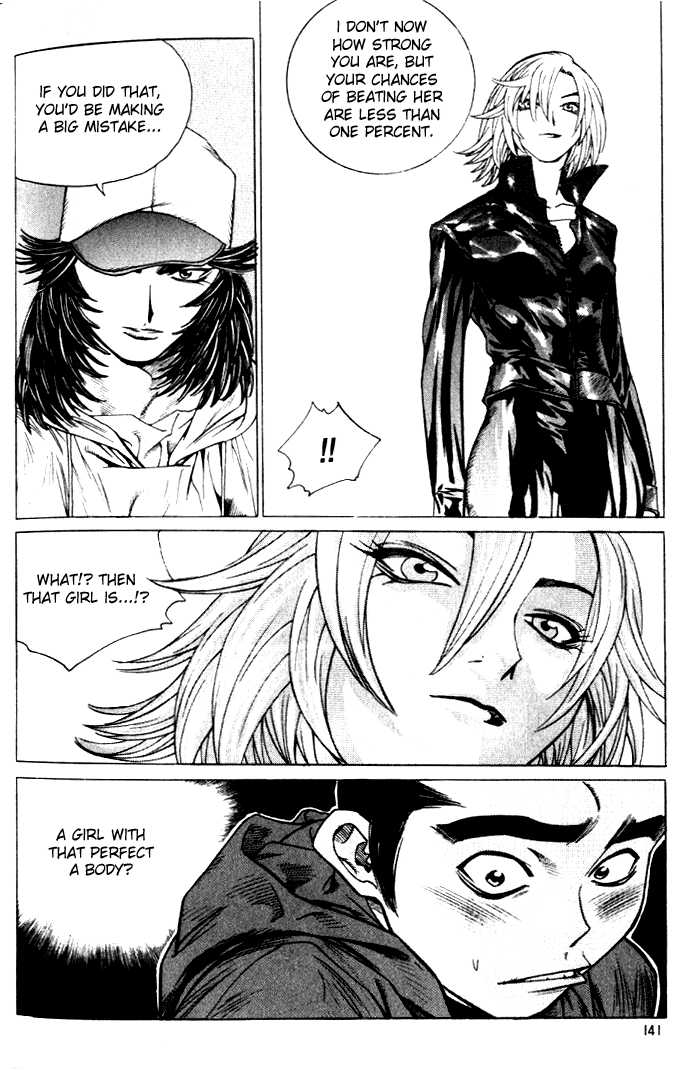 IF YOU DID THAT,
YOU'D BE MAKING
A BIG MISTAKE...
I DON'T NOW
HOW STRONG
YOU ARE, BUT
YOUR CHANCES
OF BEATING HER
ARE LESS THAN
ONE PERCENT.
!!
WHAT!? THEN
THAT GIRL IS...!?
A GIRL WITH
THAT PERFECT
A BODY?
141